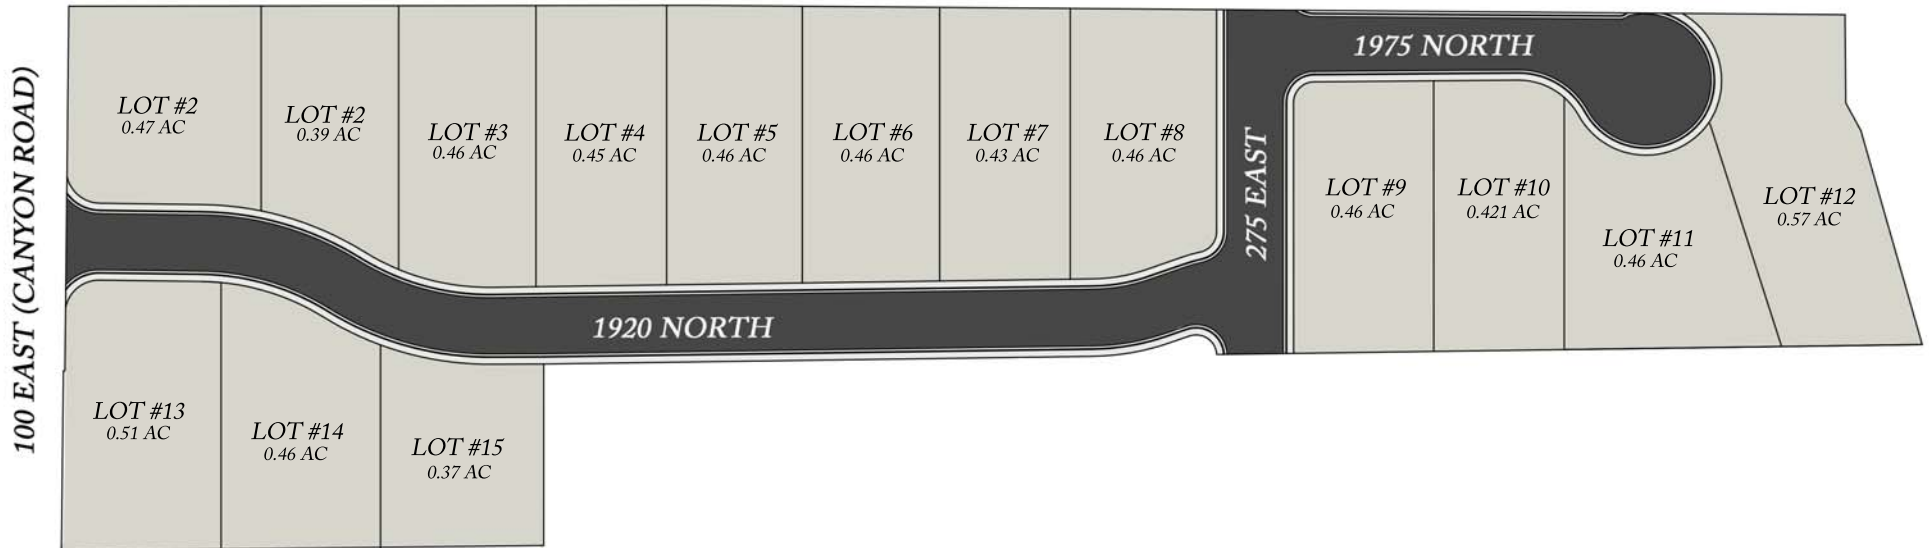 100 EAST (CANYON ROAD)
LOT #2
0.47 AC
LOT #2
0.39 AC
LOT #3
0.46 AC
LOT #4
0.45 AC
LOT #5
0.46 AC
LOT #6
0.46 AC
LOT #7
0.43 AC
LOT #8
0.46 AC
275 EAST
1975 NORTH
LOT #9
0.46 AC
LOT #10
0.421 AC
LOT #11
0.46 AC
LOT #12
0.57 AC
1920 NORTH
LOT #13
0.51 AC
LOT #14
0.46 AC
LOT #15
0.37 AC